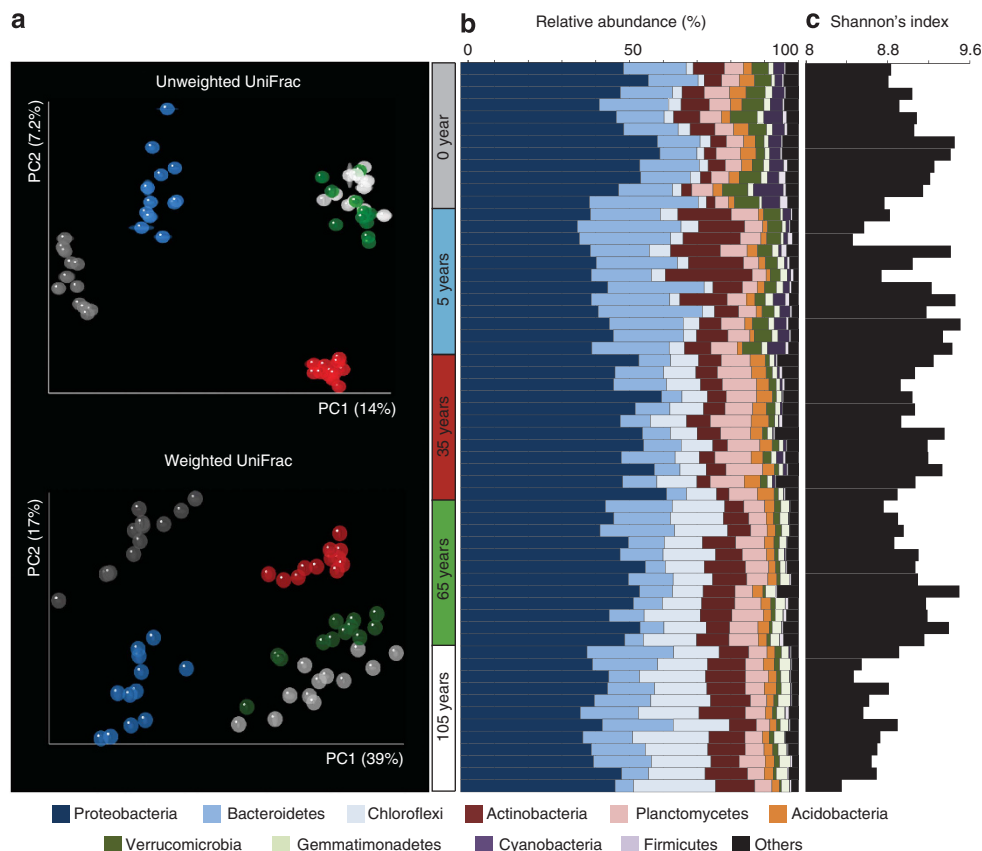 a
b
c
Relative abundance (%)
Shannon's index
0
50
100
8
8.8
9.6
Unweighted UniFrac
PC2 (7.2%)
PC1 (14%)
Weighted UniFrac
PC2 (17%)
PC1 (39%)
0 year
5 years
35 years
65 years
105 years
Proteobacteria
Bacteroidetes
Chloroflexi
Actinobacteria
Planctomycetes
Acidobacteria
Verrucomicrobia
Gemmatimonadetes
Cyanobacteria
Firmicutes
Others